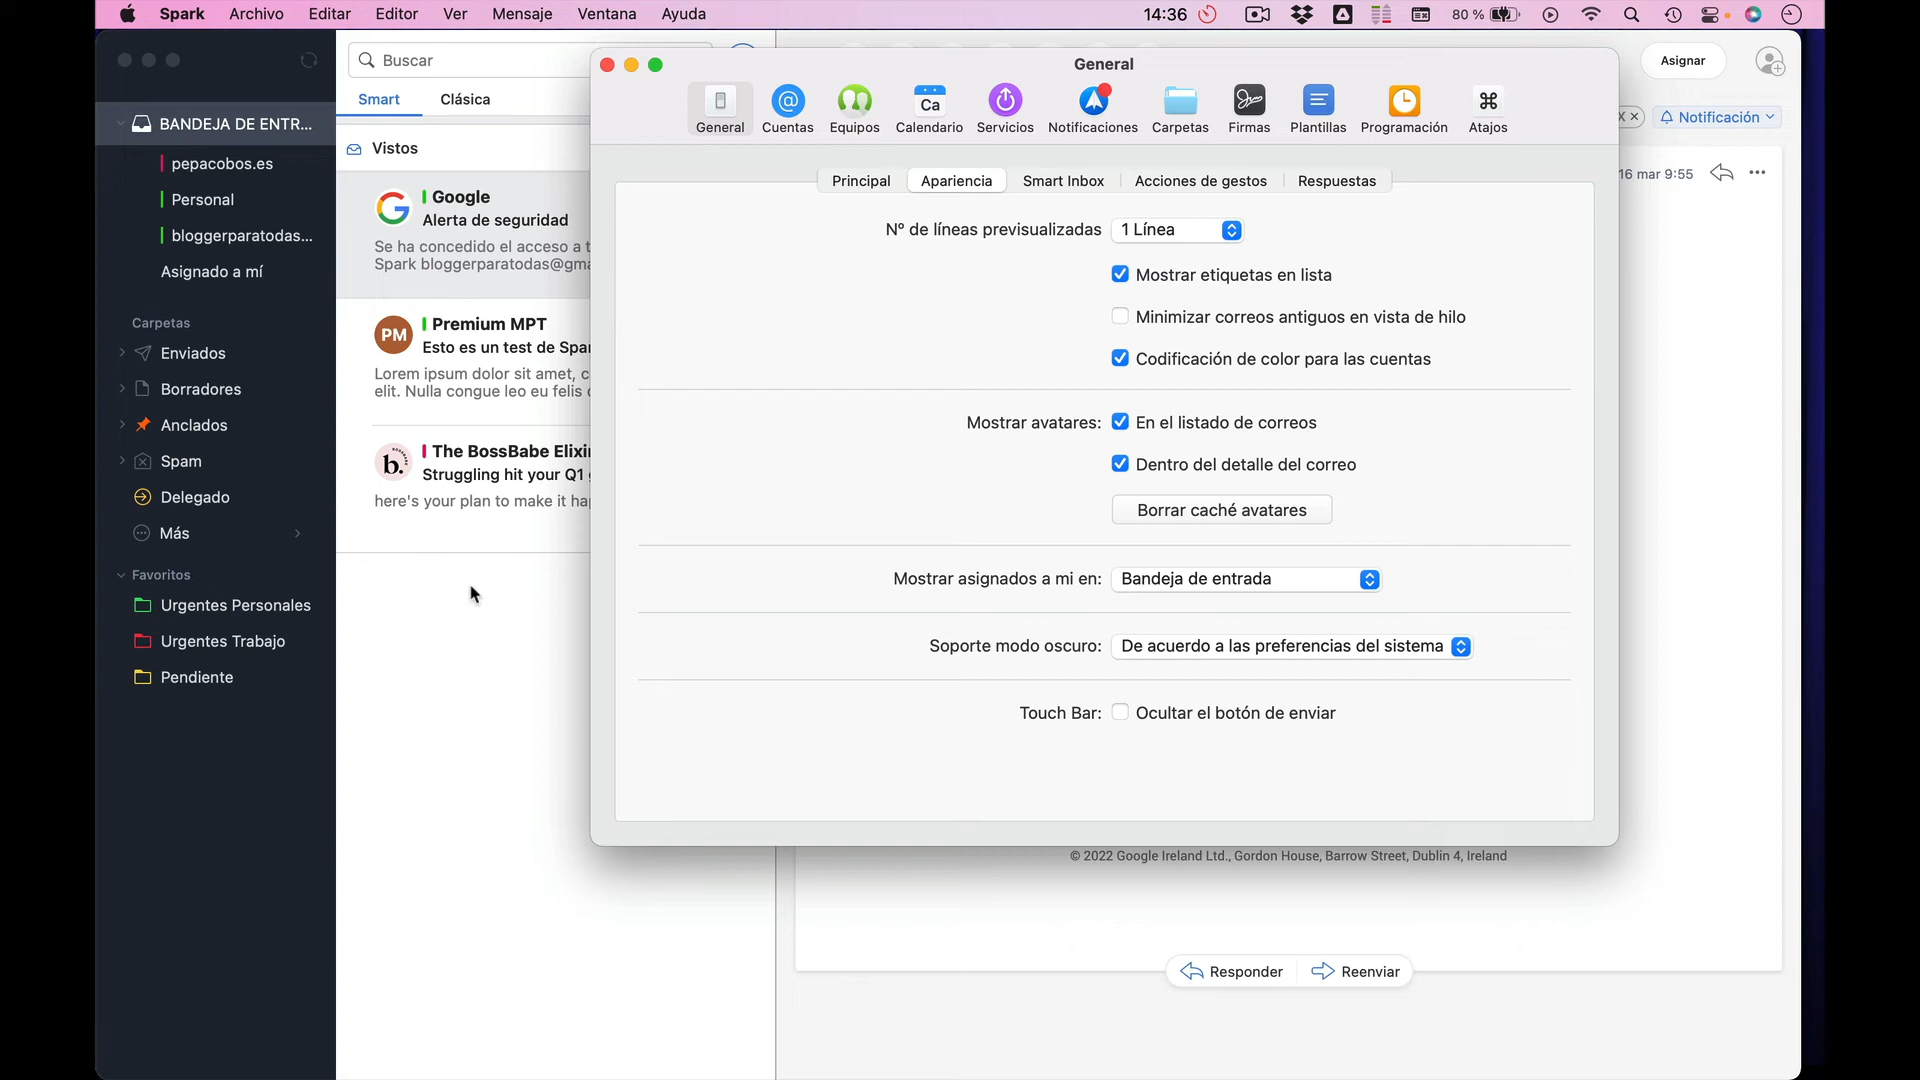 Spark Archivo Editar Editor Ver Mensaje Ventana Ayuda 14:36 80 %
Buscar
Smart Clásica
BANDEJA DE ENTR...
pepacobos.es
Personal
bloggerparatodas...
Asignado a mí
Carpetas
Enviados
Borradores
Anclados
Spam
Delegado
Más
Favoritos
Urgentes Personales
Urgentes Trabajo
Pendiente
Vistos
Google
Alerta de seguridad
Se ha concedido el acceso a t
Spark bloggerparatodas@gma
PM
Premium MPT
Esto es un test de Spa
Lorem ipsum dolor sit amet, c
elit. Nulla congue leo eu felis
b.
The BossBabe Elixi
Struggling hit your Q1
here's your plan to make it ha
General
Ca
General Cuentas Equipos Calendario Servicios Notificaciones Carpetas Firmas Plantillas Programación Atajos
Principal Apariencia Smart Inbox Acciones de gestos Respuestas
Nº de líneas previsualizadas 1 Línea
Mostrar etiquetas en lista
Minimizar correos antiguos en vista de hilo
Codificación de color para las cuentas
Mostrar avatares: En el listado de correos
Dentro del detalle del correo
Borrar caché avatares
Mostrar asignados a mi en: Bandeja de entrada
Soporte modo oscuro: De acuerdo a las preferencias del sistema
Touch Bar: Ocultar el botón de enviar
Asignar
Notificación
16 mar 9:55
© 2022 Google Ireland Ltd., Gordon House, Barrow Street, Dublin 4, Ireland
Responder Reenviar